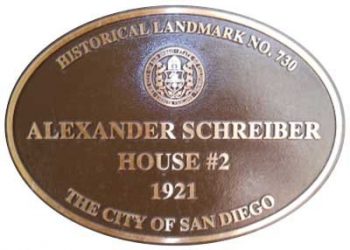 HISTORICAL LANDMARK NO. 730
ALEXANDER SCHREIBER
HOUSE #2
1921
THE CITY OF SAN DIEGO